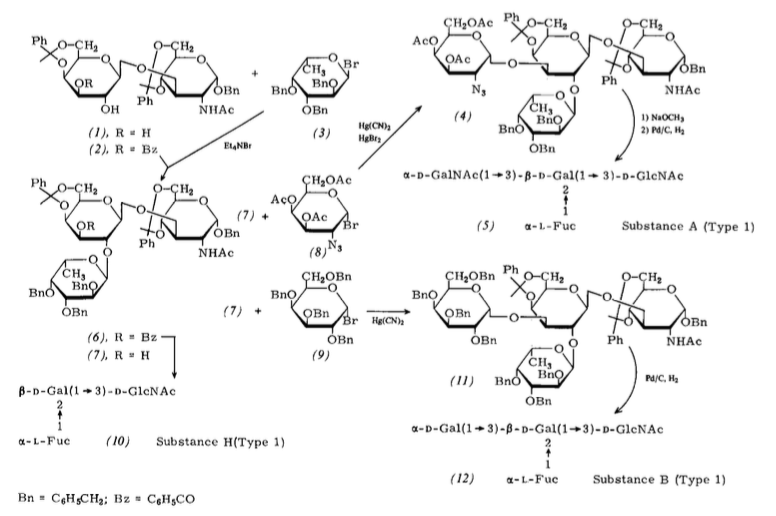 Ph
O-CH₂
O-CH₂
OR
OH
OBn
Ph
NHAc
(1), R = H
(2), R = Bz
+
CH₃
Br
OBn
BnO
OBn
(3)
Et₄NBr
Hg(CN)₂
HgBr₂
CH₂OAc
AcO
OAc
N₃
Ph
O-CH₂
O-CH₂
Ph
OBn
NHAc
CH₃
OBn
BnO
OBn
(4)
1) NaOCH₃
2) Pd/C, H₂
α-D-GalNAc(1→3)-β-D-Gal(1→3)-D-GlcNAc
2
1
(5) α-L-Fuc Substance A (Type 1)
Ph
O-CH₂
O-CH₂
OR
Ph
OBn
NHAc
CH₃
BnO
BnO
OBn
(6), R = Bz
(7), R = H
(7) +
CH₂OAc
AcO
OAc
Br
N₃
(8)
(7) +
CH₂OBn
BnO
OBn
Br
OBn
(9)
Hg(CN)₂
CH₂OBn
BnO
OBn
OBn
Ph
O-CH₂
O-CH₂
Ph
OBn
NHAc
CH₃
BnO
BnO
OBn
(11)
Pd/C, H₂
β-D-Gal(1→3)-D-GlcNAc
2
1
α-L-Fuc (10) Substance H(Type 1)
α-D-Gal(1→3)-β-D-Gal(1→3)-D-GlcNAc
2
1
(12) α-L-Fuc Substance B (Type 1)
Bn = C₆H₅CH₂; Bz = C₆H₅CO